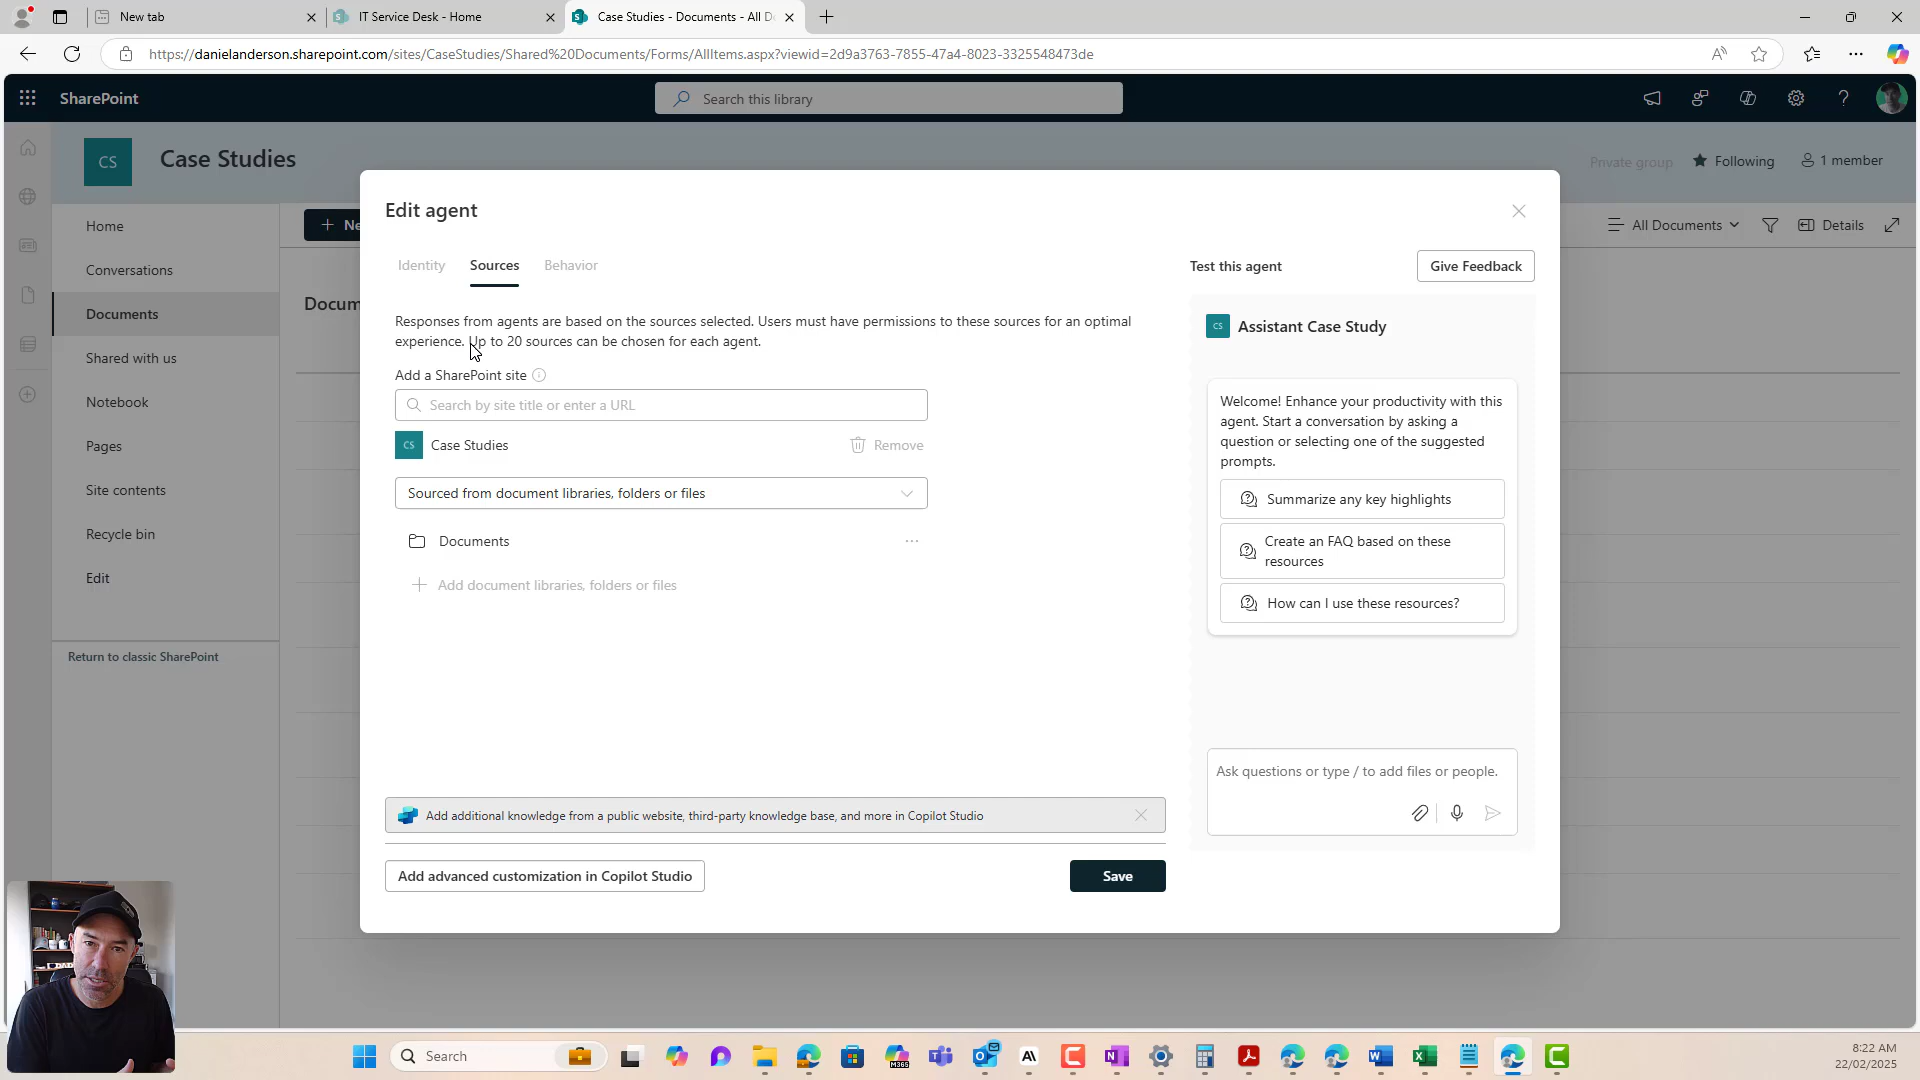 New tab
IT Service Desk - Home
Case Studies - Documents - All D
https://danielanderson.sharepoint.com/sites/CaseStudies/Shared%20Documents/Forms/AllItems.aspx?viewid=2d9a3763-7855-47a4-8023-3325548473de
SharePoint
Search this library
CS
Case Studies
Private group
Following
1 member
Home
Conversations
Documents
Shared with us
Notebook
Pages
Site contents
Recycle bin
Edit
Return to classic SharePoint
+ Ne
All Documents
Details
Docum
Edit agent
Identity
Sources
Behavior
Responses from agents are based on the sources selected. Users must have permissions to these sources for an optimal
experience. Up to 20 sources can be chosen for each agent.
Add a SharePoint site
Search by site title or enter a URL
CS
Case Studies
Remove
Sourced from document libraries, folders or files
Documents
Add document libraries, folders or files
Add additional knowledge from a public website, third-party knowledge base, and more in Copilot Studio
Add advanced customization in Copilot Studio
Save
Test this agent
Give Feedback
CS
Assistant Case Study
Welcome! Enhance your productivity with this
agent. Start a conversation by asking a
question or selecting one of the suggested
prompts.
Summarize any key highlights
Create an FAQ based on these
resources
How can I use these resources?
Ask questions or type / to add files or people.
Search
M365
8:22 AM
22/02/2025